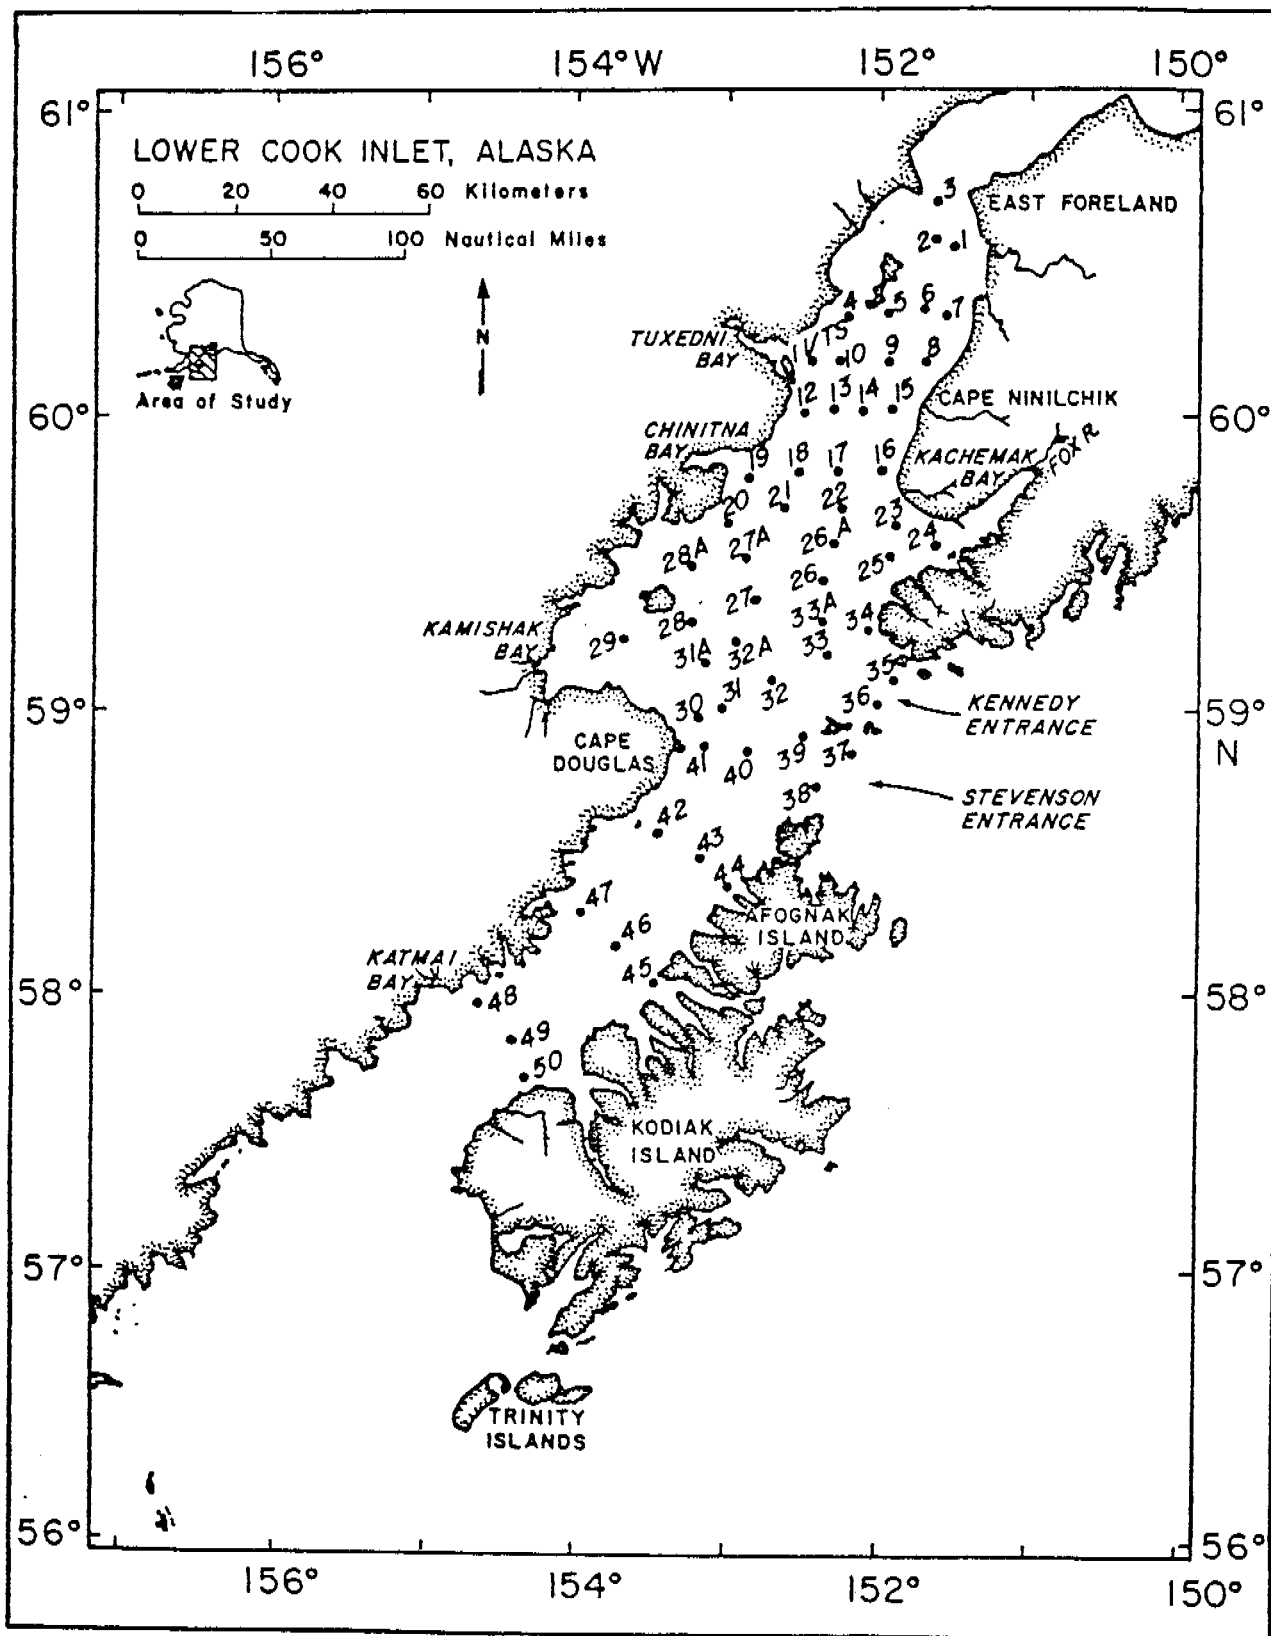 156° 154°W 152° 150°
61° 61°
LOWER COOK INLET, ALASKA
0 20 40 60 Kilometers
0 50 100 Nautical Miles
N
Area of Study
3
EAST FORELAND
2 1
4 5 6 7
TUXEDNI
BAY
11 VTS 10 9 8
12 13 14 15
CAPE NINILCHIK
60° 60°
CHINITNA
BAY
19 18 17 16
KACHEMAK
BAY
FOX R
20 21 22 23 24
28A 27A 26A 25
26
27
28
33A
34
KAMISHAK
BAY
29
31A 32A 33
35
30 31 32 36
59° 59°
N
KENNEDY
ENTRANCE
CAPE
DOUGLAS
41 40 39 37
38
STEVENSON
ENTRANCE
42
43
44
47
46
AFOGNAK
ISLAND
KATMAI
BAY
45
58° 58°
48
49
50
KODIAK
ISLAND
57° 57°
TRINITY
ISLANDS
56° 56°
156° 154° 152° 150°